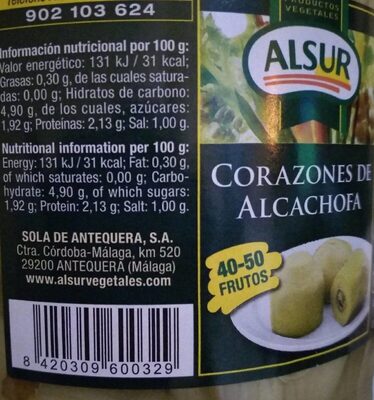 902 103 624
Información nutricional por 100 g:
Valor energético: 131 kJ / 31 kcal;
Grasas: 0,30 g, de las cuales satura-
das: 0,00 g; Hidratos de carbono:
4,90 g, de los cuales, azúcares:
1,92 g; Proteínas: 2,13 g; Sal: 1,00 g.
Nutritional information per 100 g:
Energy: 131 kJ / 31 kcal; Fat: 0,30 g,
of which saturates: 0,00 g; Carbo-
hydrate: 4,90 g, of which sugars:
1,92 g; Protein: 2,13 g; Salt: 1,00 g.
SOLA DE ANTEQUERA, S.A.
Ctra. Córdoba-Málaga, km 520
29200 ANTEQUERA (Málaga)
www.alsurvegetales.com
8 420309 600329
PRODUCTOS
VEGETALES
ALSUR
CORAZONES DE
ALCACHOFA
40-50
FRUTOS